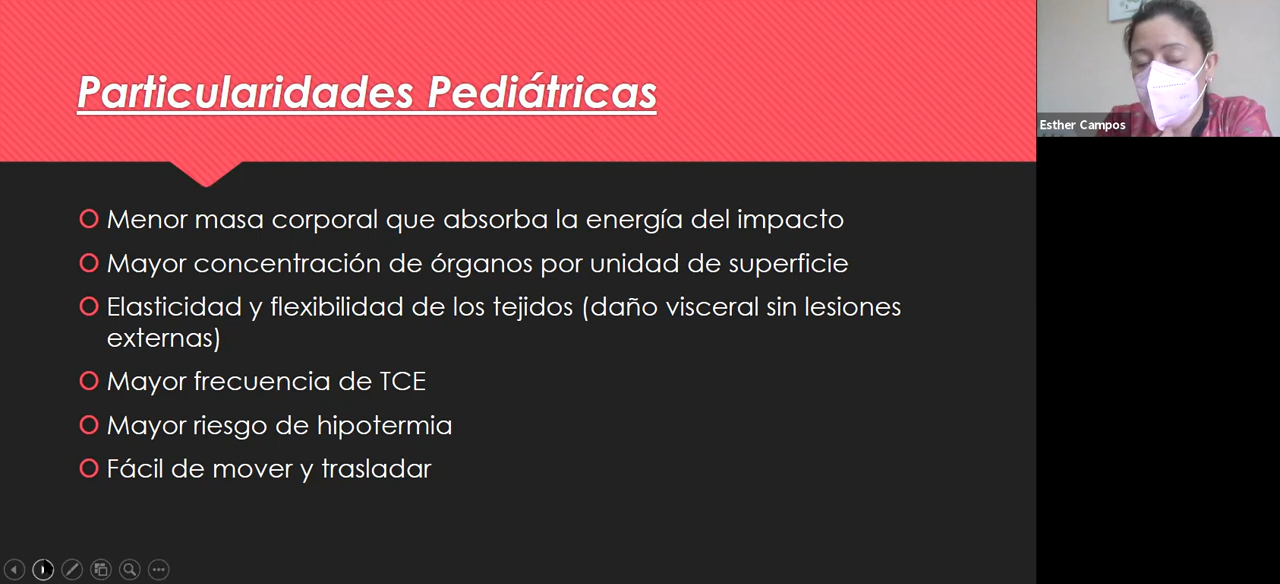 Particularidades Pediátricas
Esther Campos
Menor masa corporal que absorba la energía del impacto
Mayor concentración de órganos por unidad de superficie
Elasticidad y flexibilidad de los tejidos (daño visceral sin lesiones
externas)
Mayor frecuencia de TCE
Mayor riesgo de hipotermia
Fácil de mover y trasladar